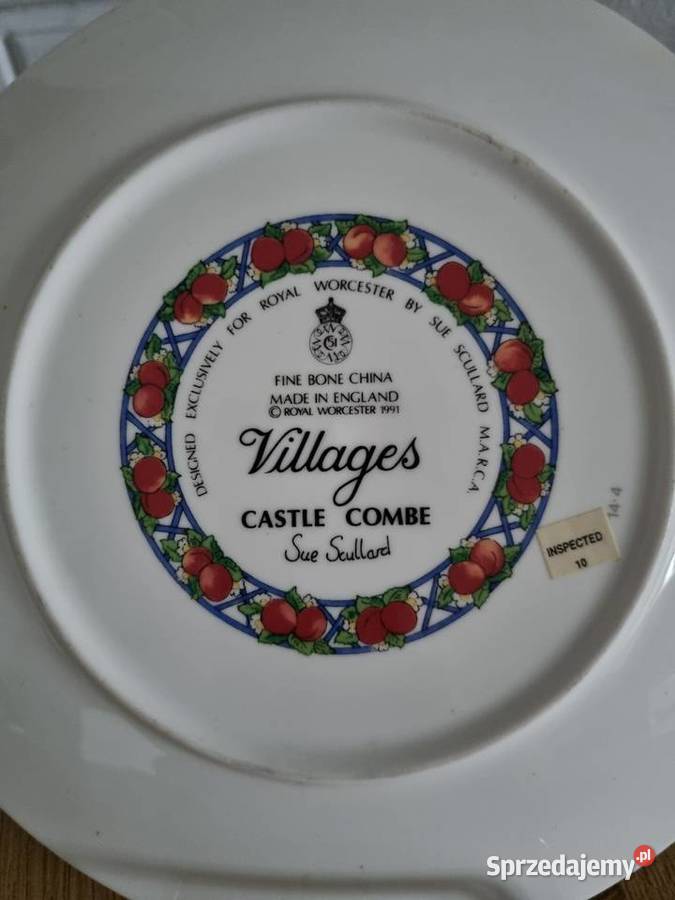 DESIGNED EXCLUSIVELY FOR ROYAL WORCESTER BY SUE SCULLARD M.A.R.C.A.
51
FINE BONE CHINA
MADE IN ENGLAND
© ROYAL WORCESTER 1991
Villages
CASTLE COMBE
Sue Scullard
14·4
INSPECTED
10
Sprzedajemy.pl